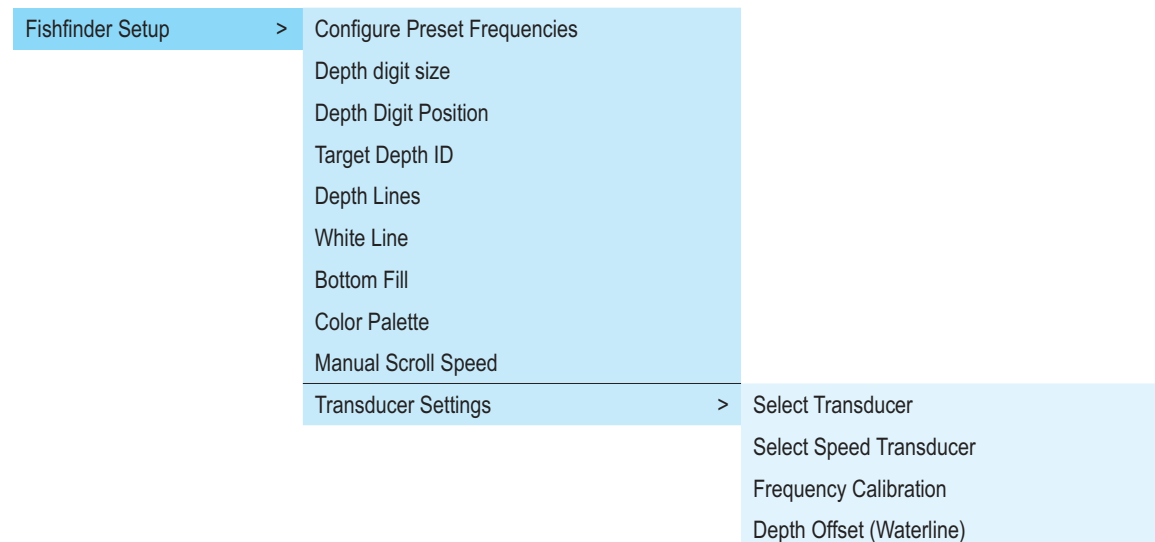 Fishfinder Setup > Configure Preset Frequencies
Depth digit size
Depth Digit Position
Target Depth ID
Depth Lines
White Line
Bottom Fill
Color Palette
Manual Scroll Speed
Transducer Settings > Select Transducer
Select Speed Transducer
Frequency Calibration
Depth Offset (Waterline)